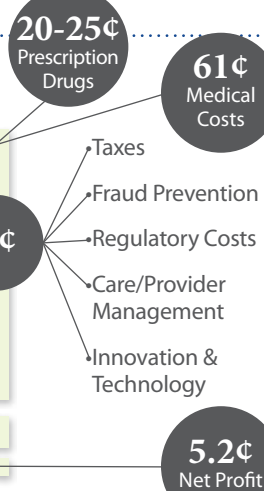 20-25¢
Prescription
Drugs
61¢
Medical
Costs
Taxes
Fraud Prevention
¢
Regulatory Costs
Care/Provider
Management
Innovation &
Technology
5.2¢
Net Profit